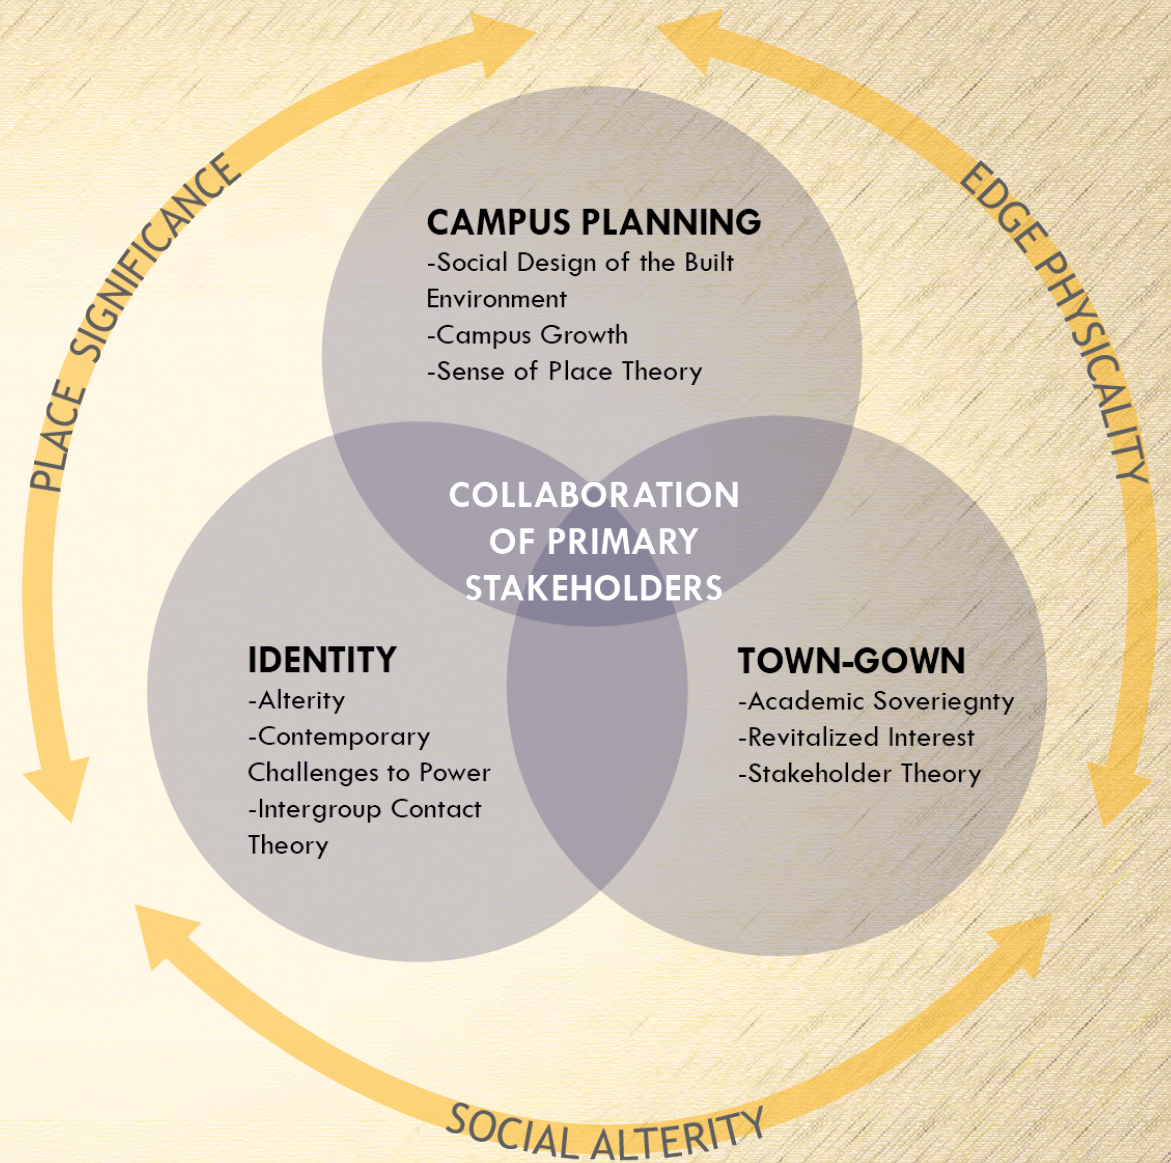 PLACE SIGNIFICANCE
EDGE PHYSICALITY
CAMPUS PLANNING
-Social Design of the Built
Environment
-Campus Growth
-Sense of Place Theory
COLLABORATION
OF PRIMARY
STAKEHOLDERS
IDENTITY
-Alterity
-Contemporary
Challenges to Power
-Intergroup Contact
Theory
TOWN-GOWN
-Academic Soveriegnty
-Revitalized Interest
-Stakeholder Theory
SOCIAL ALTERITY